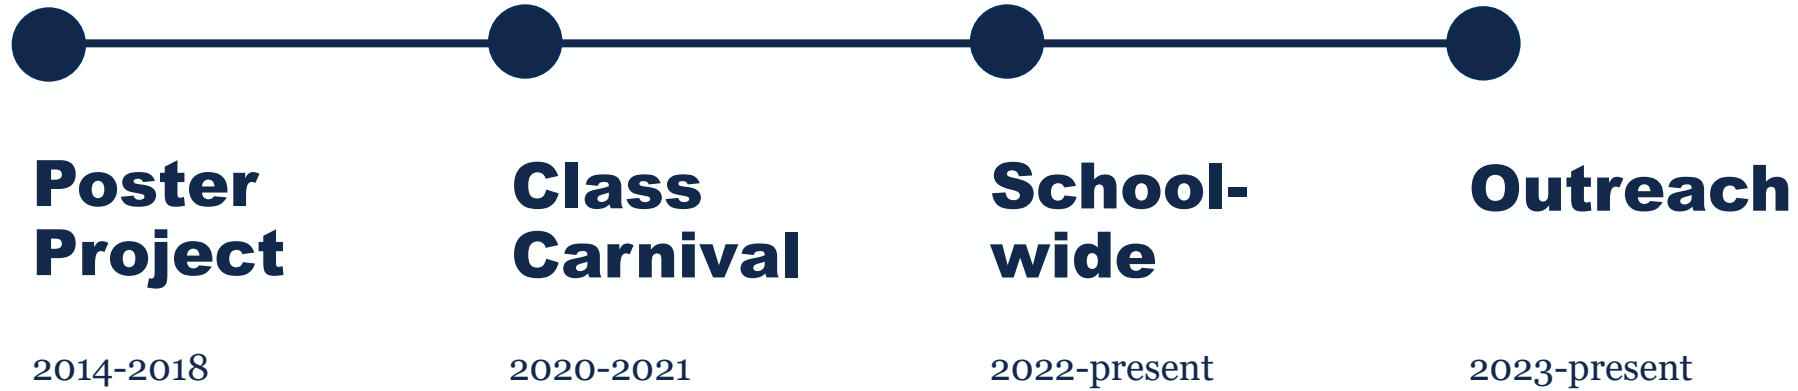 Poster
Project
2014-2018
Class
Carnival
2020-2021
School-
wide
2022-present
Outreach
2023-present